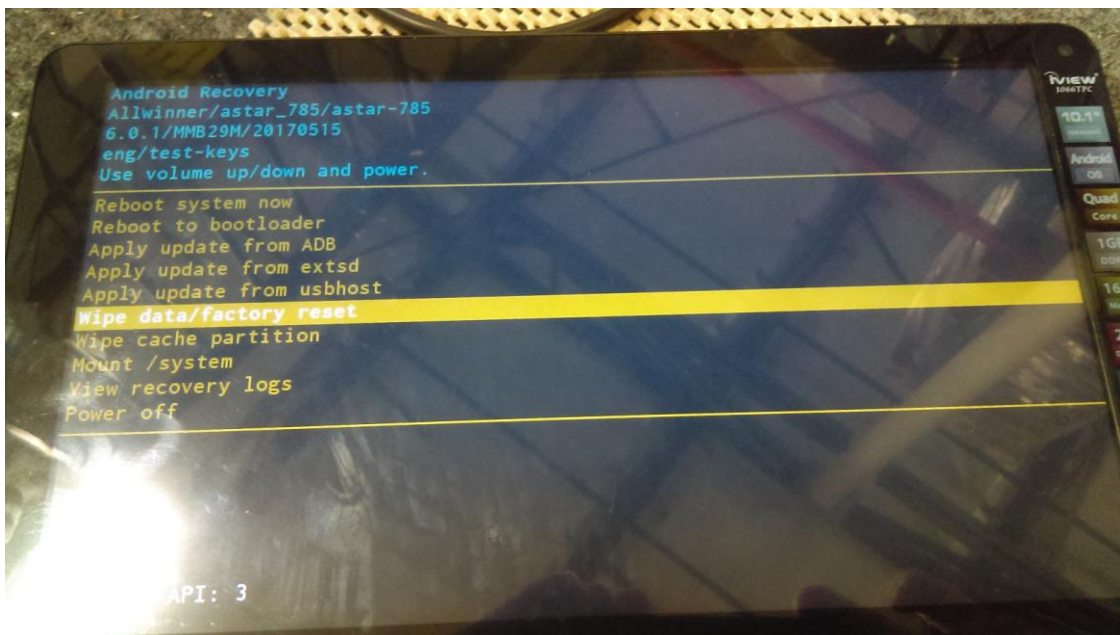 Android Recovery
Allwinner/astar_785/astar-785
6.0.1/MMB29M/20170515
eng/test-keys
Use volume up/down and power.
Reboot system now
Reboot to bootloader
Apply update from ADB
Apply update from extsd
Apply update from usbhost
Wipe data/factory reset
Wipe cache partition
Mount /system
View recovery logs
Power off
API: 3
iVIEW
1066TPC
10.1"
Android
OS
Quad
Core